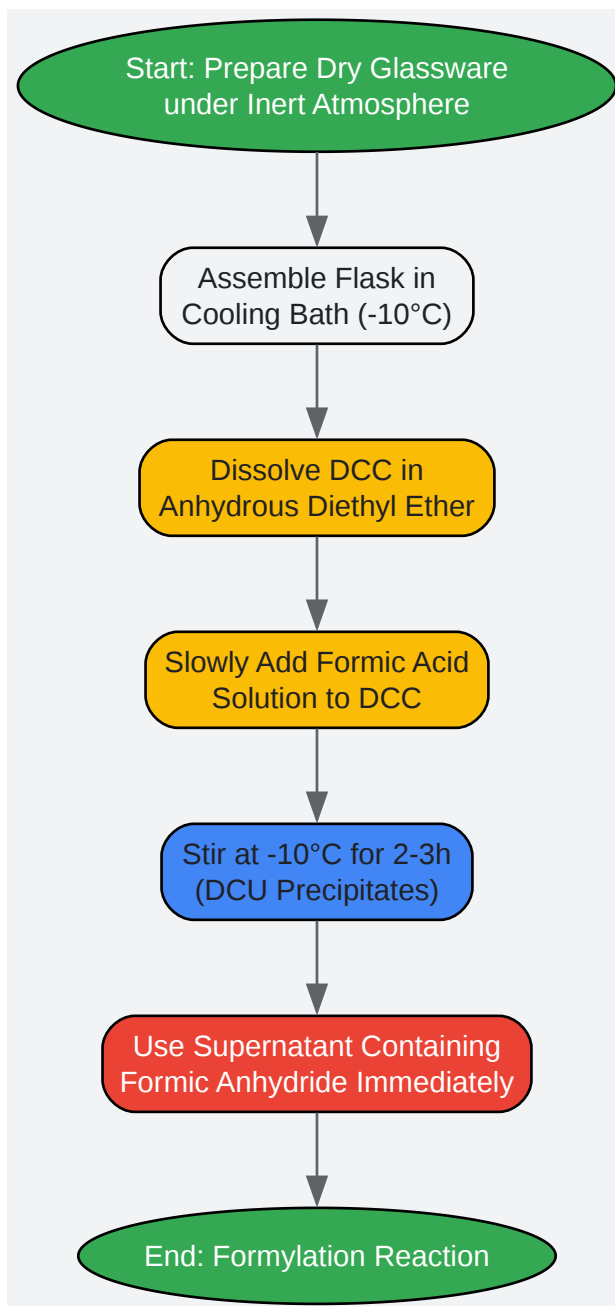 Start: Prepare Dry Glassware
under Inert Atmosphere
Assemble Flask in
Cooling Bath (-10°C)
Dissolve DCC in
Anhydrous Diethyl Ether
Slowly Add Formic Acid
Solution to DCC
Stir at -10°C for 2-3h
(DCU Precipitates)
Use Supernatant Containing
Formic Anhydride Immediately
End: Formylation Reaction